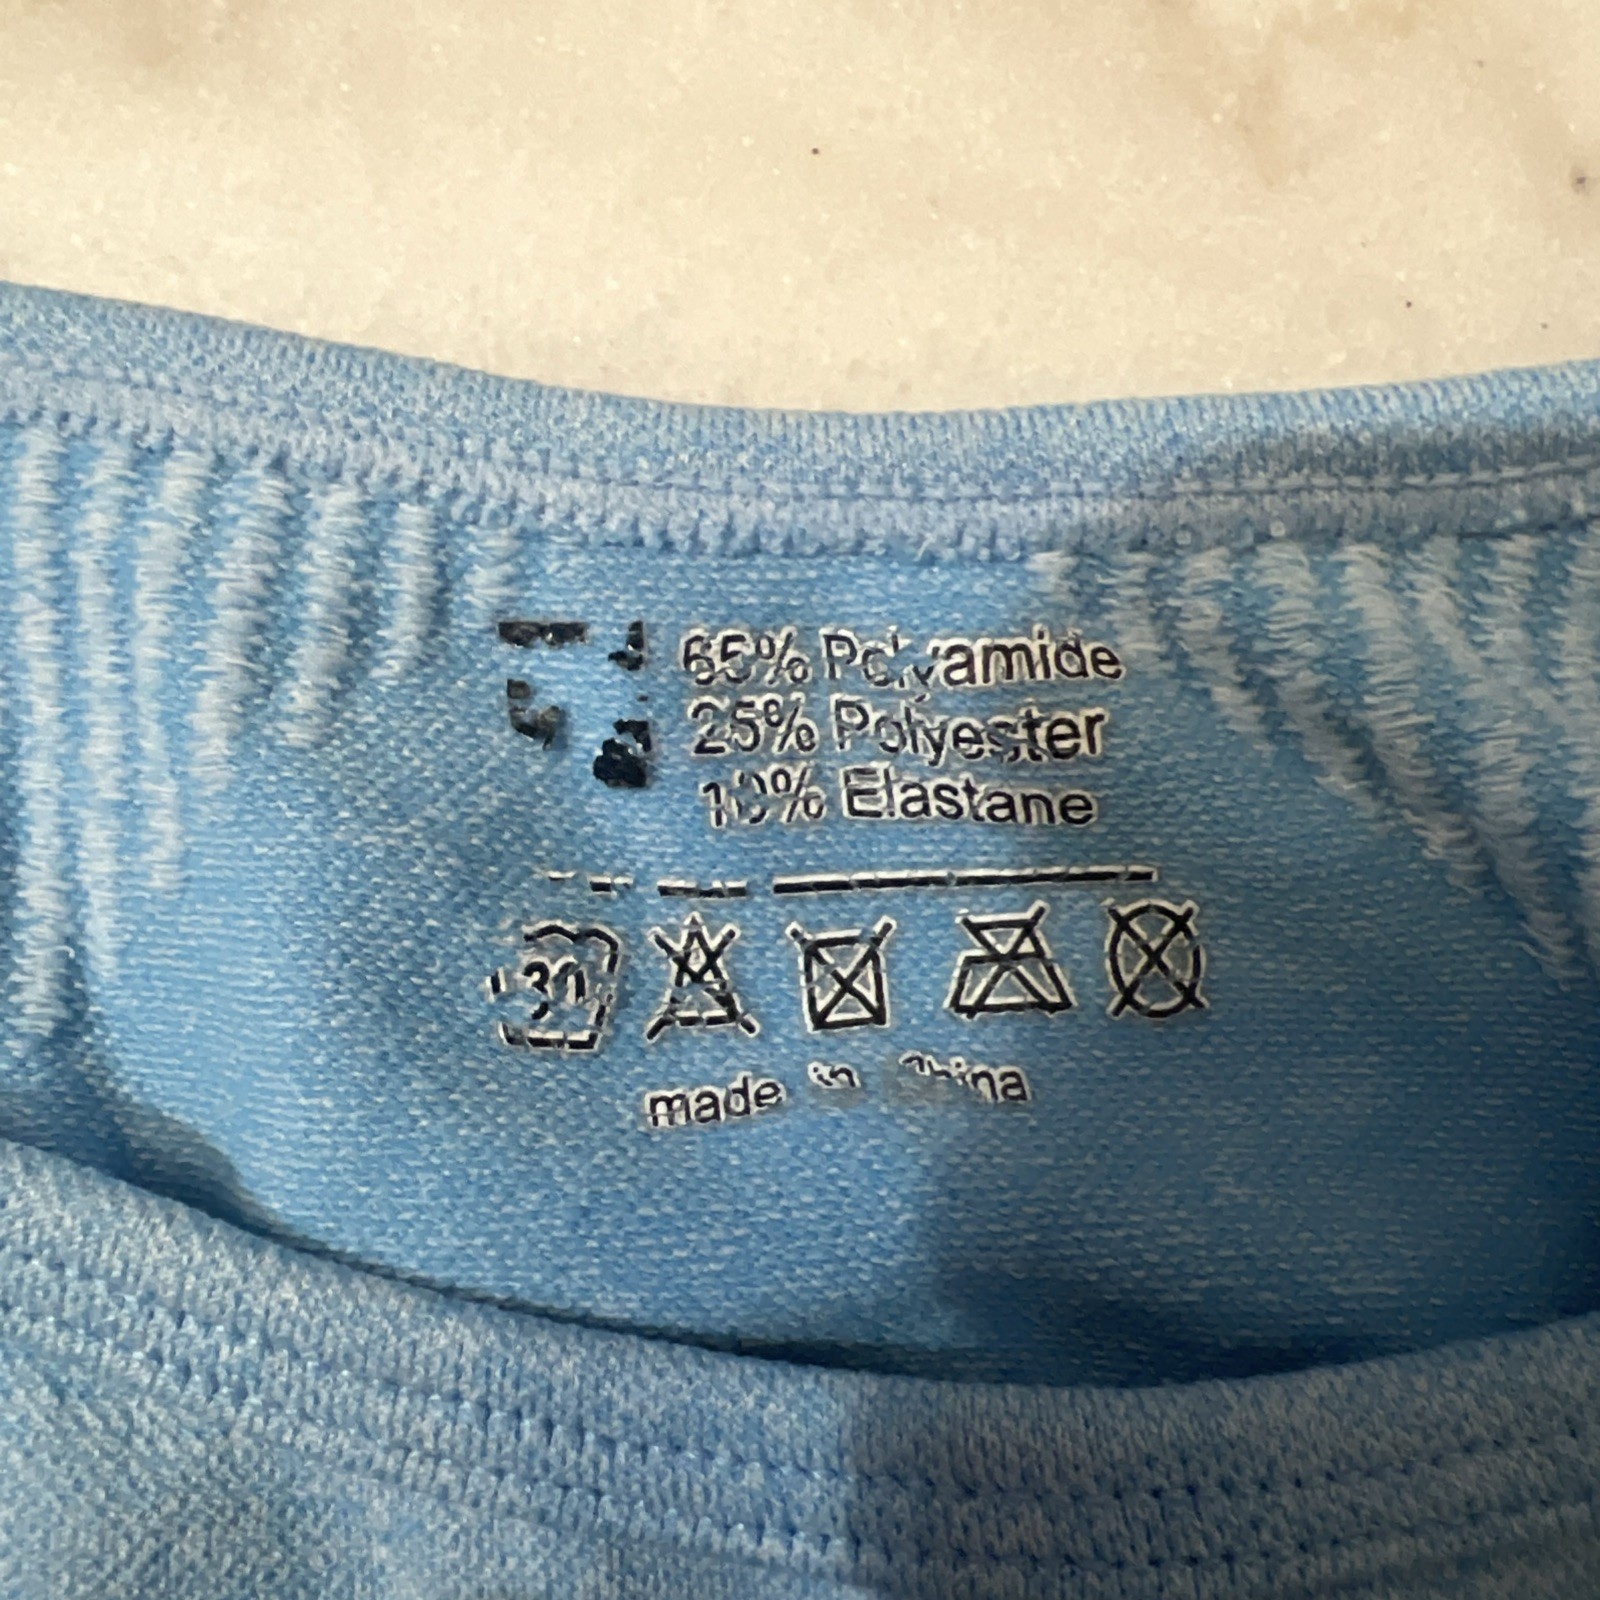 65% Polyamide
25% Polyester
10% Elastane
30
made in China